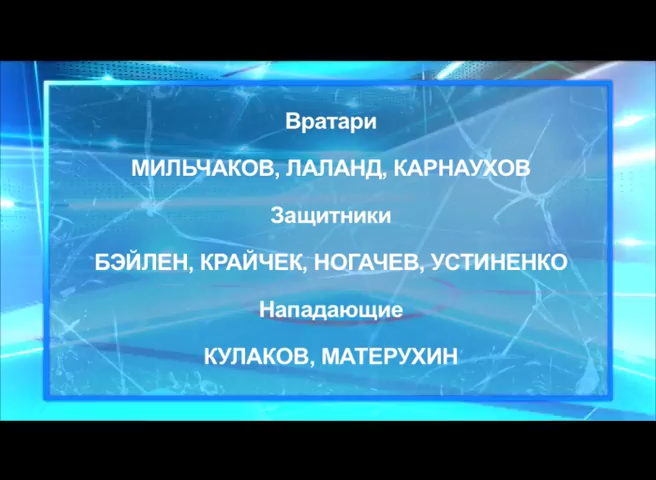 Вратари
МИЛЬЧАКОВ, ЛАЛАНД, КАРНАУХОВ
Защитники
БЭЙЛЕН, КРАЙЧЕК, НОГАЧЕВ, УСТИНЕНКО
Нападающие
КУЛАКОВ, МАТЕРУХИН